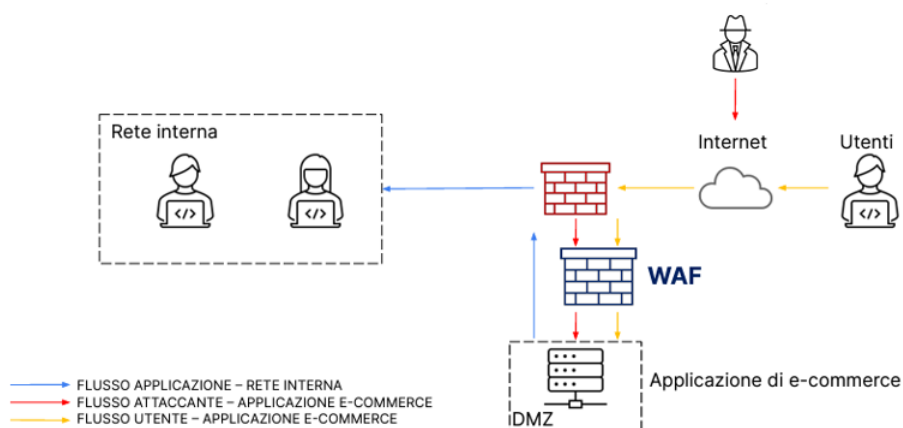 Rete interna
Internet
Utenti
</>
</>
</>
WAF
Applicazione di e-commerce
DMZ
FLUSSO APPLICAZIONE – RETE INTERNA
FLUSSO ATTACCANTE – APPLICAZIONE E-COMMERCE
FLUSSO UTENTE – APPLICAZIONE E-COMMERCE